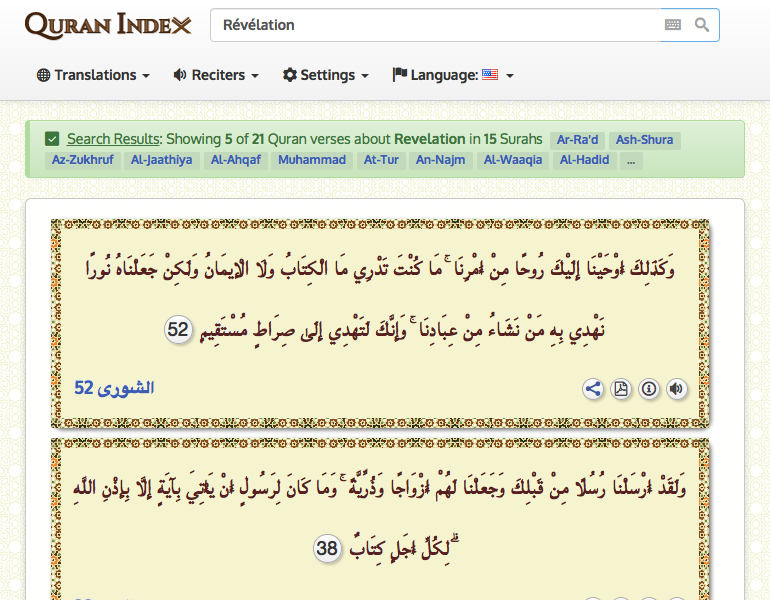 QURAN INDEX
Révélation
Translations
Reciters
Settings
Language:
Search Results: Showing 5 of 21 Quran verses about Revelation in 15 Surahs Ar-Ra'd Ash-Shura
Az-Zukhruf Al-Jaathiya Al-Ahqaf Muhammad At-Tur An-Najm Al-Waaqia Al-Hadid ...
وَكَذَٰلِكَ أَوْحَيْنَا إِلَيْكَ رُوحًا مِنْ أَمْرِنَا ۚ مَا كُنْتَ تَدْرِي مَا الْكِتَابُ وَلَا الْإِيمَانُ وَلَٰكِنْ جَعَلْنَاهُ نُورًا
نَهْدِي بِهِ مَنْ نَشَاءُ مِنْ عِبَادِنَا ۚ وَإِنَّكَ لَتَهْدِي إِلَىٰ صِرَاطٍ مُسْتَقِيمٍ 52
الشورى 52
وَلَقَدْ أَرْسَلْنَا رُسُلًا مِنْ قَبْلِكَ وَجَعَلْنَا لَهُمْ أَزْوَاجًا وَذُرِّيَّةً ۚ وَمَا كَانَ لِرَسُولٍ أَنْ يَأْتِيَ بِآيَةٍ إِلَّا بِإِذْنِ اللَّهِ
ۗ لِكُلِّ أَجَلٍ كِتَابٌ 38